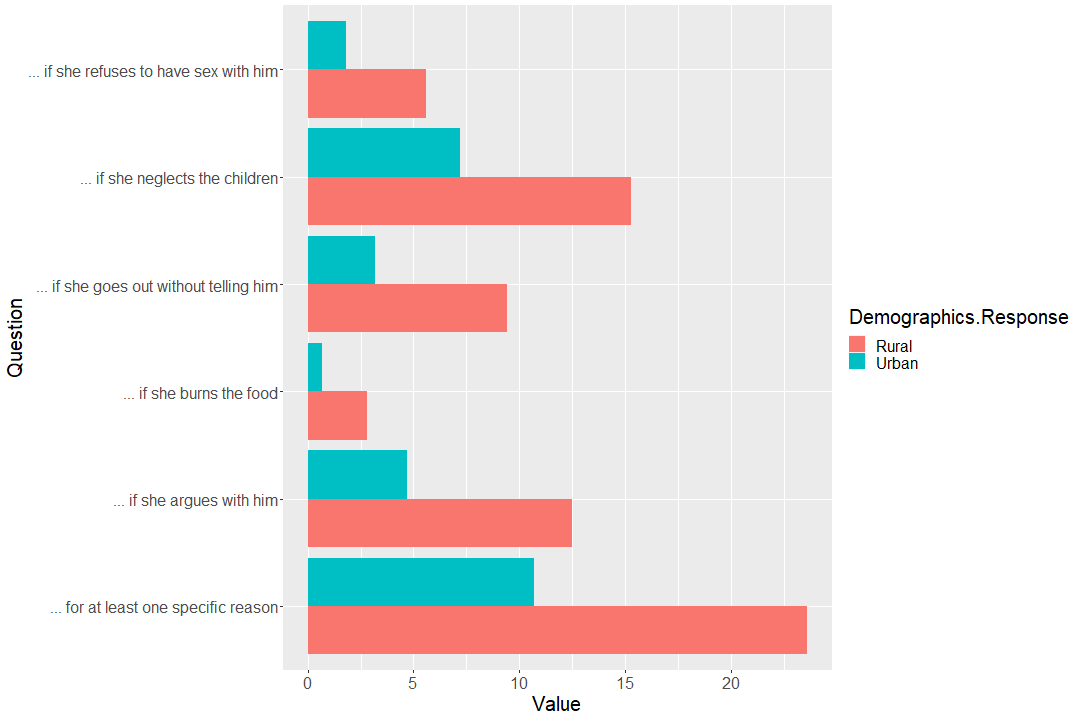 ... if she refuses to have sex with him
... if she neglects the children
... if she goes out without telling him
... if she burns the food
... if she argues with him
... for at least one specific reason
Question
0 5 10 15 20
Value
Demographics.Response
Rural
Urban